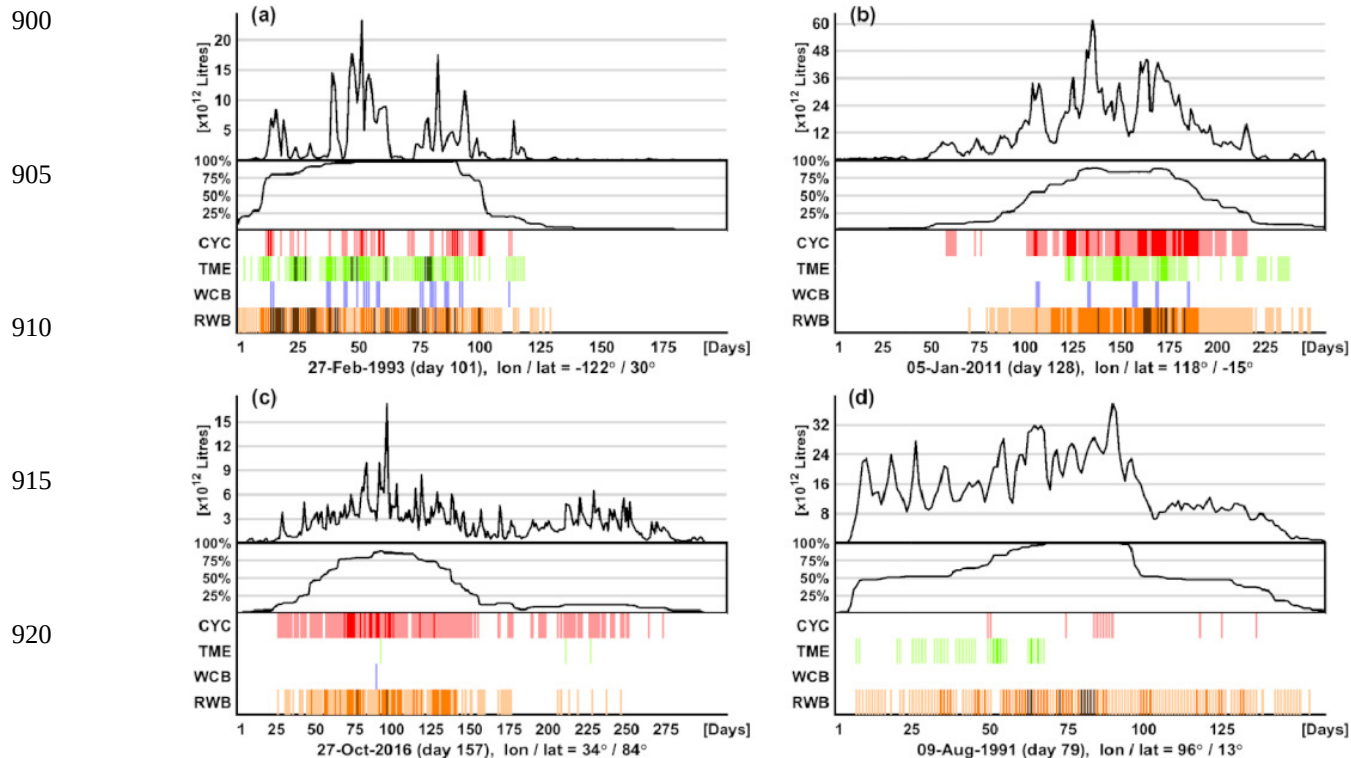 900
905
910
915
920
(a)
[x10¹² Litres]
20
15
10
5
100%
75%
50%
25%
CYC
TME
WCB
RWB
1 25 50 75 100 125 150 175 [Days]
27-Feb-1993 (day 101), lon / lat = -122° / 30°
(b)
[x10¹² Litres]
60
48
36
24
12
100%
75%
50%
25%
CYC
TME
WCB
RWB
1 25 50 75 100 125 150 175 200 225 [Days]
05-Jan-2011 (day 128), lon / lat = 118° / -15°
(c)
[x10¹² Litres]
15
12
9
6
3
100%
75%
50%
25%
CYC
TME
WCB
RWB
1 25 50 75 100 125 150 175 200 225 250 275 [Days]
27-Oct-2016 (day 157), lon / lat = 34° / 84°
(d)
[x10¹² Litres]
32
24
16
8
100%
75%
50%
25%
CYC
TME
WCB
RWB
1 25 50 75 100 125 [Days]
09-Aug-1991 (day 79), lon / lat = 96° / 13°